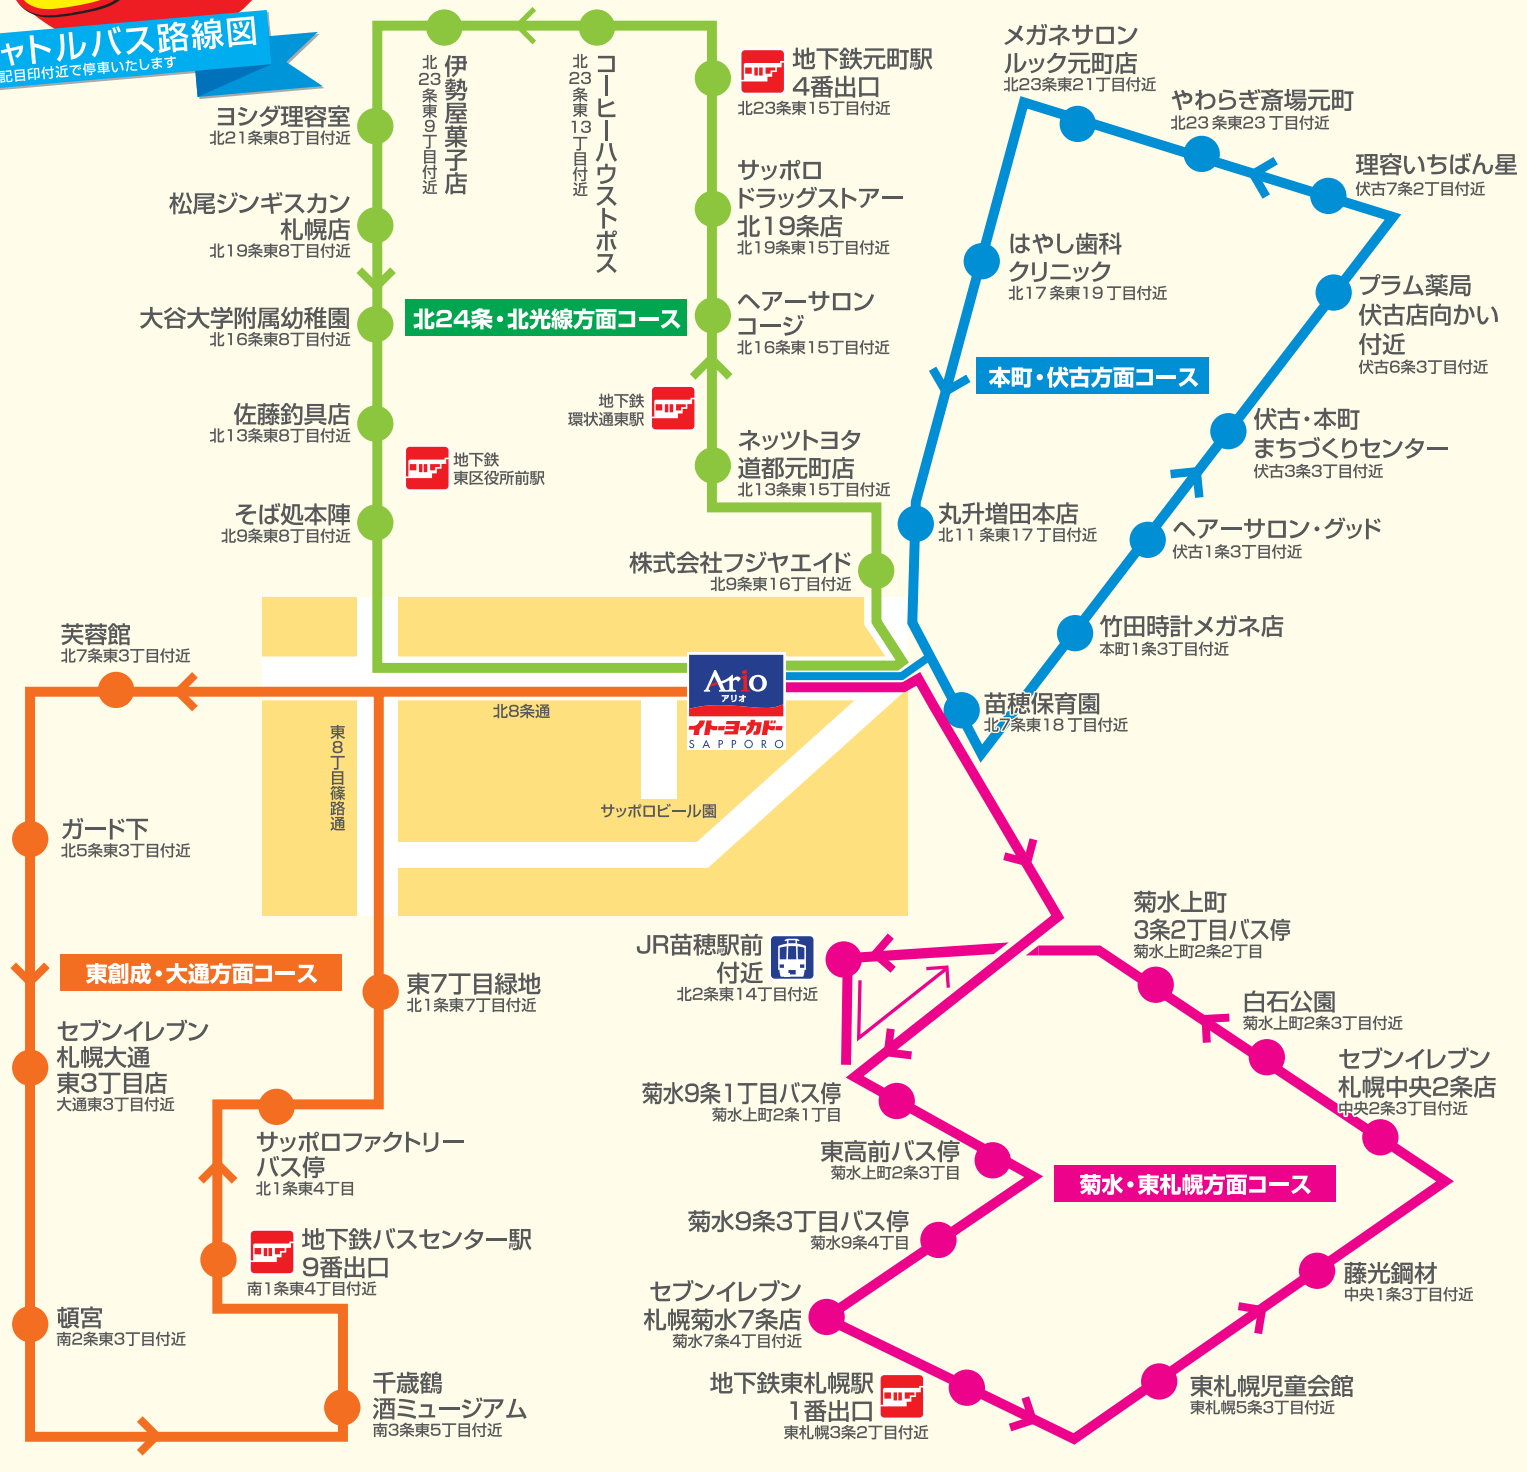 ャトルバス路線図
記目印付近で停車いたします
伊勢屋菓子店
北23条東9丁目付近
コーヒーハウストポス
北23条東13丁目付近
地下鉄元町駅
4番出口
北23条東15丁目付近
ヨシダ理容室
北21条東8丁目付近
松尾ジンギスカン
札幌店
北19条東8丁目付近
サッポロ
ドラッグストアー
北19条店
北19条東15丁目付近
大谷大学附属幼稚園
北16条東8丁目付近
北24条・北光線方面コース
ヘアーサロン
コージ
北16条東15丁目付近
佐藤釣具店
北13条東8丁目付近
地下鉄
環状通東駅
地下鉄
東区役所前駅
ネッツトヨタ
道都元町店
北13条東15丁目付近
そば処本陣
北9条東8丁目付近
株式会社フジヤエイド
北9条東16丁目付近
メガネサロン
ルック元町店
北23条東21丁目付近
やわらぎ斎場元町
北23条東23丁目付近
理容いちばん星
伏古7条2丁目付近
はやし歯科
クリニック
北17条東19丁目付近
プラム薬局
伏古店向かい
付近
伏古6条3丁目付近
本町・伏古方面コース
伏古・本町
まちづくりセンター
伏古3条3丁目付近
丸升増田本店
北11条東17丁目付近
ヘアーサロン・グッド
伏古1条3丁目付近
竹田時計メガネ店
本町1条3丁目付近
苗穂保育園
北7条東18丁目付近
Ario
アリオ
イトーヨーカドー
SAPPORO
北8条通
東8丁目篠路通
サッポロビール園
芙蓉館
北7条東3丁目付近
ガード下
北5条東3丁目付近
東創成・大通方面コース
東7丁目緑地
北1条東7丁目付近
セブンイレブン
札幌大通
東3丁目店
大通東3丁目付近
サッポロファクトリー
バス停
北1条東4丁目
地下鉄バスセンター駅
9番出口
南1条東4丁目付近
頓宮
南2条東3丁目付近
千歳鶴
酒ミュージアム
南3条東5丁目付近
JR苗穂駅前
付近
北2条東14丁目付近
菊水上町
3条2丁目バス停
菊水上町2条2丁目
白石公園
菊水上町2条3丁目付近
セブンイレブン
札幌中央2条店
中央2条3丁目付近
菊水9条1丁目バス停
菊水上町2条1丁目
東高前バス停
菊水上町2条3丁目
菊水・東札幌方面コース
菊水9条3丁目バス停
菊水9条4丁目
セブンイレブン
札幌菊水7条店
菊水7条4丁目付近
藤光鋼材
中央1条3丁目付近
地下鉄東札幌駅
1番出口
東札幌3条2丁目付近
東札幌児童会館
東札幌5条3丁目付近